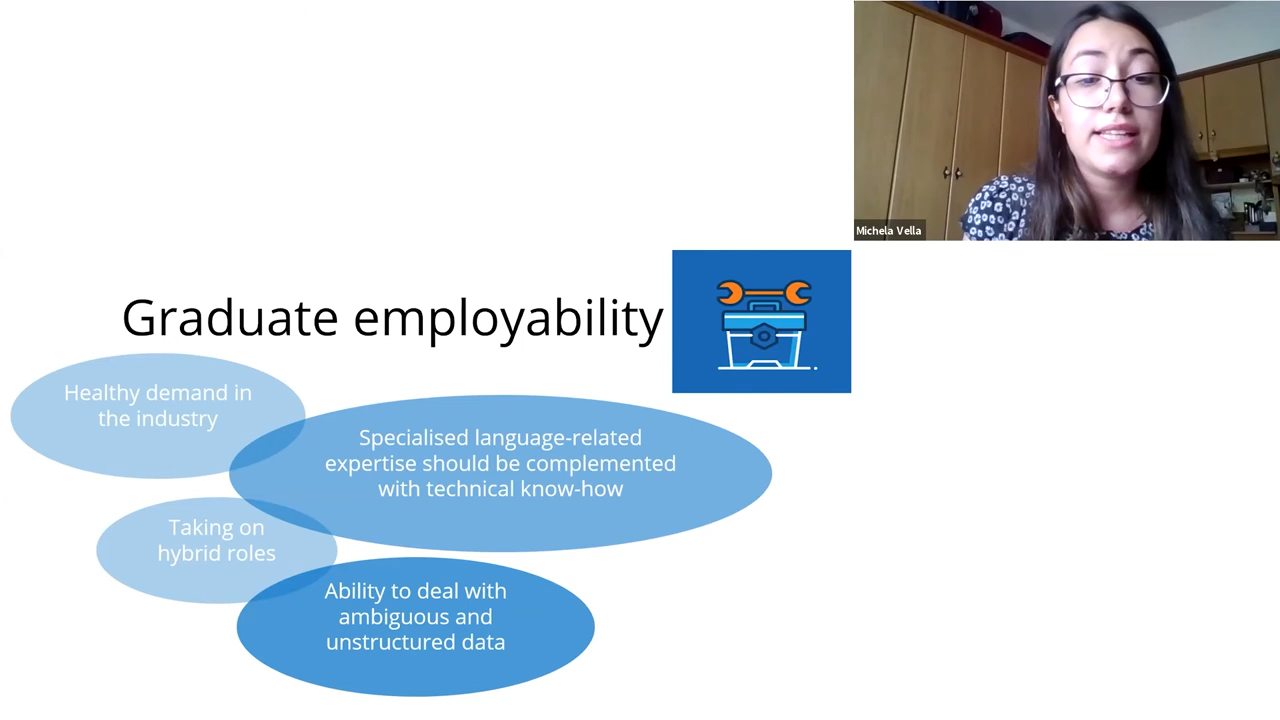 Michela Vella
Graduate employability
Healthy demand in
the industry
Specialised language-related
expertise should be complemented
with technical know-how
Taking on
hybrid roles
Ability to deal with
ambiguous and
unstructured data